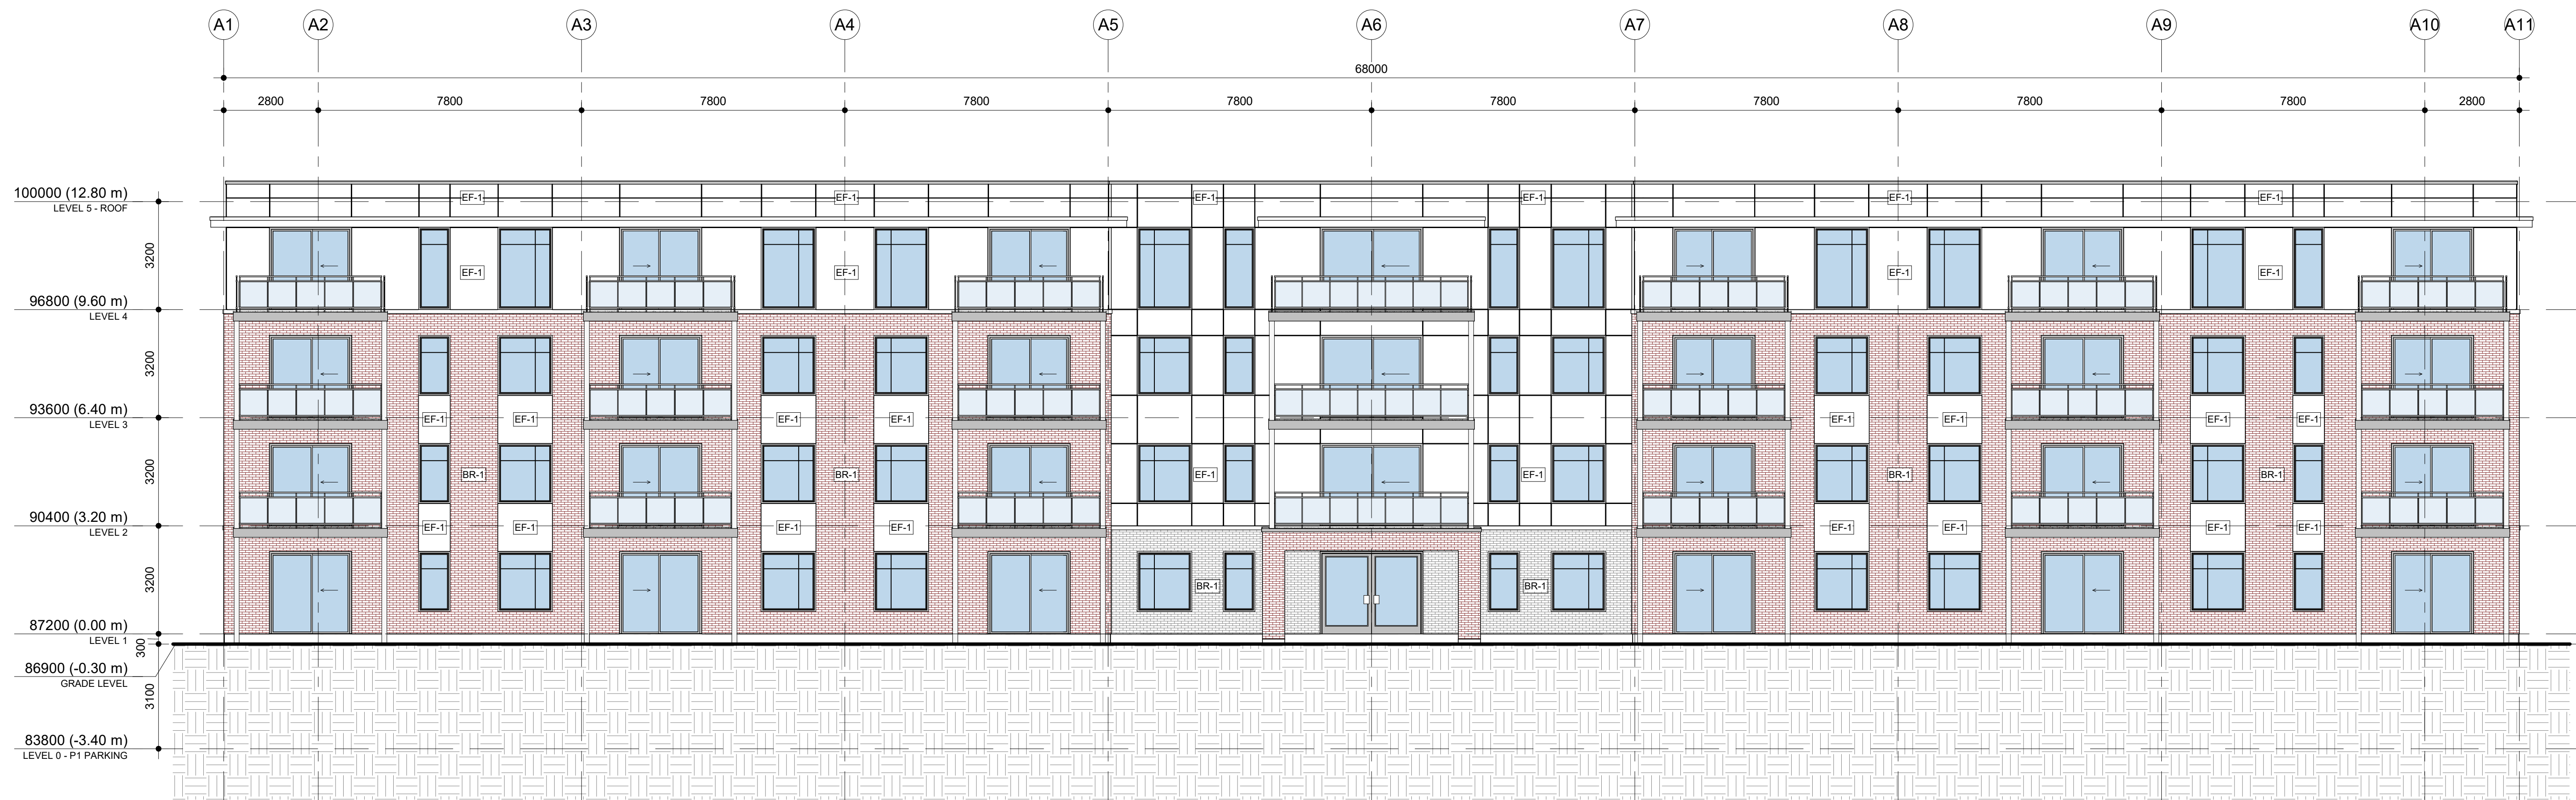 A1 A2 A3 A4 A5 A6 A7 A8 A9 A10 A11
68000
2800 7800 7800 7800 7800 7800 7800 7800 7800 2800
100000 (12.80 m)
LEVEL 5 - ROOF
EF-1 EF-1 EF-1 EF-1 EF-1 EF-1
3200
EF-1 EF-1 EF-1 EF-1
96800 (9.60 m)
LEVEL 4
3200
93600 (6.40 m)
LEVEL 3
EF-1 EF-1 EF-1 EF-1 EF-1 EF-1 EF-1 EF-1
3200
BR-1 BR-1 EF-1 EF-1 BR-1 BR-1
90400 (3.20 m)
LEVEL 2
EF-1 EF-1 EF-1 EF-1 EF-1 EF-1 EF-1 EF-1
3200
BR-1 BR-1
87200 (0.00 m)
LEVEL 1
300
86900 (-0.30 m)
GRADE LEVEL
3100
83800 (-3.40 m)
LEVEL 0 - P1 PARKING